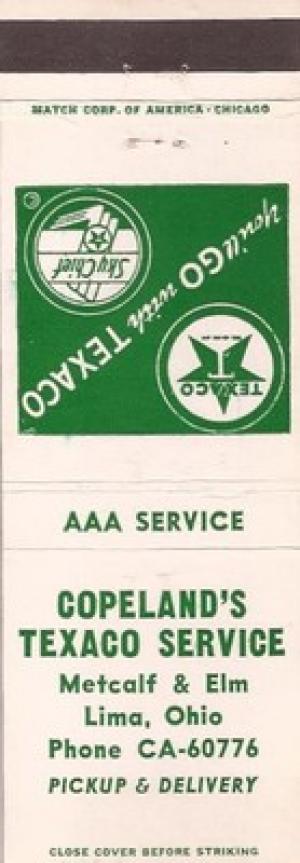 MATCH CORP. OF AMERICA · CHICAGO
You'll GO with TEXACO
Sky Chief
TEXACO
T
AAA SERVICE
COPELAND'S
TEXACO SERVICE
Metcalf & Elm
Lima, Ohio
Phone CA-60776
PICKUP & DELIVERY
CLOSE COVER BEFORE STRIKING